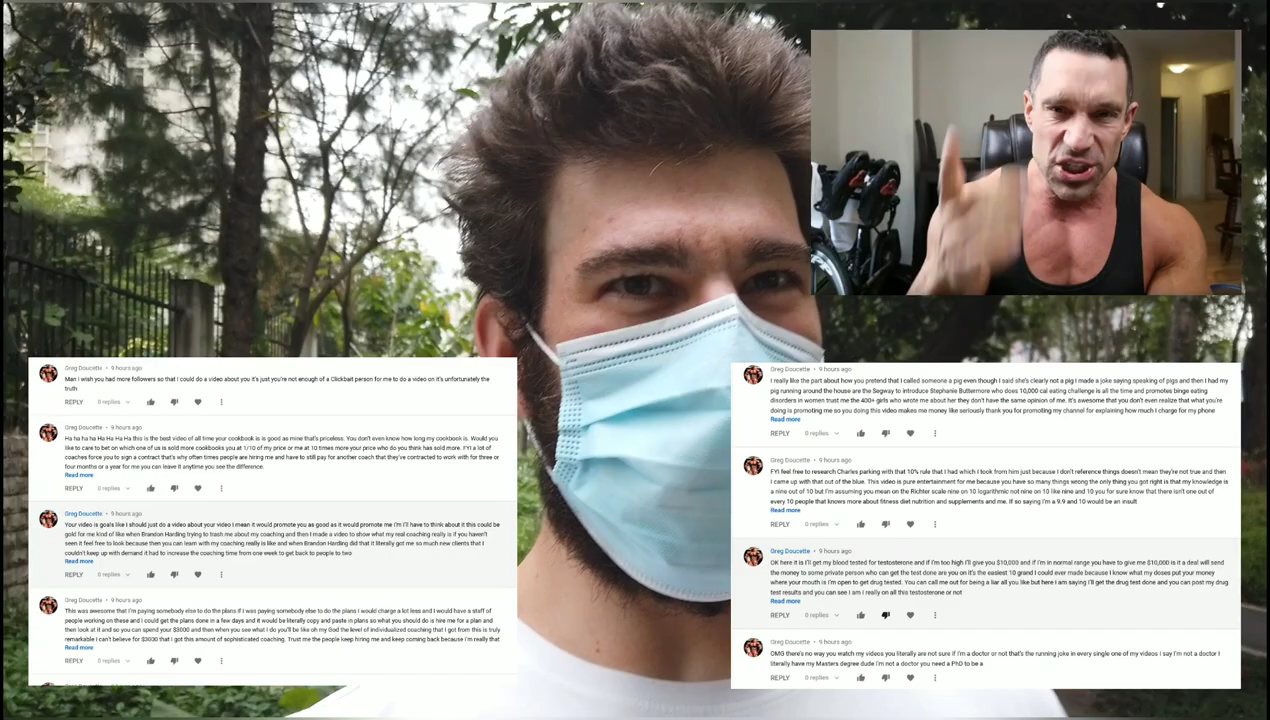 Greg Doucette • 9 hours ago
Man I wish you had more followers so that I could do a video about you it's just you're not enough of a Clickbait person for me to do a video on it's unfortunately the
truth
REPLY 0 replies
Greg Doucette • 9 hours ago
Ha ha ha ha Ha Ha Ha Ha this is the best video of all time your cookbook is is good as mine that's priceless. You don't even know how long my cookbook is. Would you
like to care to bet on which one of us is sold more cookbooks you at 1/10 of my price or me at 10 times more your price who do you think has sold more. FYI a lot of
coaches force you to sign a contract that's why often times people are hiring me and have to still pay for another coach that they've contracted to work with for three or
four months or a year for me you can leave it anytime you see the difference.
Read more
REPLY 0 replies
Greg Doucette • 9 hours ago
Your video is goals like I should just do a video about your video I mean it would promote you as good as it would promote me I'm I'll have to think about it this could be
gold for me kind of like when Brandon Harding trying to trash me about my coaching and then I made a video to show what my real coaching really is if you haven't
seen it feel free to look because then you can learn with my coaching really is like and when Brandon Harding did that it literally got me so much new clients that I
couldn't keep up with demand it had to increase the coaching time from one week to get back to people to two
Read more
REPLY 0 replies
Greg Doucette • 9 hours ago
This was awesome that I'm paying somebody else to do the plans If I was paying somebody else to do the plans I would charge a lot less and I would have a staff of
people working on these and I could get the plans done in a few days and it would be literally copy and paste in plans so what you should do is hire me for a plan and
then look at it and so you can spend your $3000 and then when you see what I do you'll be like oh my God the level of individualized coaching that I got from this is truly
remarkable I can't believe for $3000 that I got this amount of sophisticated coaching. Trust me the people keep hiring me and keep coming back because i'm really that
Read more
REPLY 0 replies
Greg Doucette • 9 hours ago
I really like the part about how you pretend that I called someone a pig even though I said she's clearly not a pig I made a joke saying speaking of pigs and then I had my
pig running around the house are the Segway to introduce Stephanie Buttermore who does 10,000 cal eating challenge is all the time and promotes binge eating
disorders in women trust me the 400+ girls who wrote me about her they don't have the same opinion of me. It's awesome that you don't even realize that what you're
doing is promoting me so you doing this video makes me money like seriously thank you for promoting my channel for explaining how much I charge for my phone
Read more
REPLY 0 replies
Greg Doucette • 9 hours ago
FYI feel free to research Charles parking with that 10% rule that I had which I took from him just because I don't reference things doesn't mean they're not true and then
I came up with that out of the blue. This video is pure entertainment for me because you have so many things wrong the only thing you got right is that my knowledge is
a nine out of 10 but I'm assuming you mean on the Richter scale nine on 10 logarithmic not nine on 10 like nine and 10 you for sure know that there isn't one out of
every 10 people that knows more about fitness diet nutrition and supplements and me. If so saying i'm a 9.9 and 10 would be an insult
Read more
REPLY 0 replies
Greg Doucette • 9 hours ago
OK here it is I'll get my blood tested for testosterone and if I'm too high I'll give you $10,000 and if i'm in normal range you have to give me $10,000 is it a deal will send
the money to some private person who can get the test done are you on it's the easiest 10 grand I could ever made because I know what my doses put your money
where your mouth is I'm open to get drug tested. You can call me out for being a liar all you like but here I am saying I'll get the drug test done and you can post my drug
test results and you can see I am i really on all this testosterone or not
Read more
REPLY 0 replies
Greg Doucette • 9 hours ago
OMG there's no way you watch my videos you literally are not sure if I'm a doctor or not that's the running joke in every single one of my videos I say I'm not a doctor I
literally have my Masters degree dude I'm not a doctor you need a PhD to be a
REPLY 0 replies